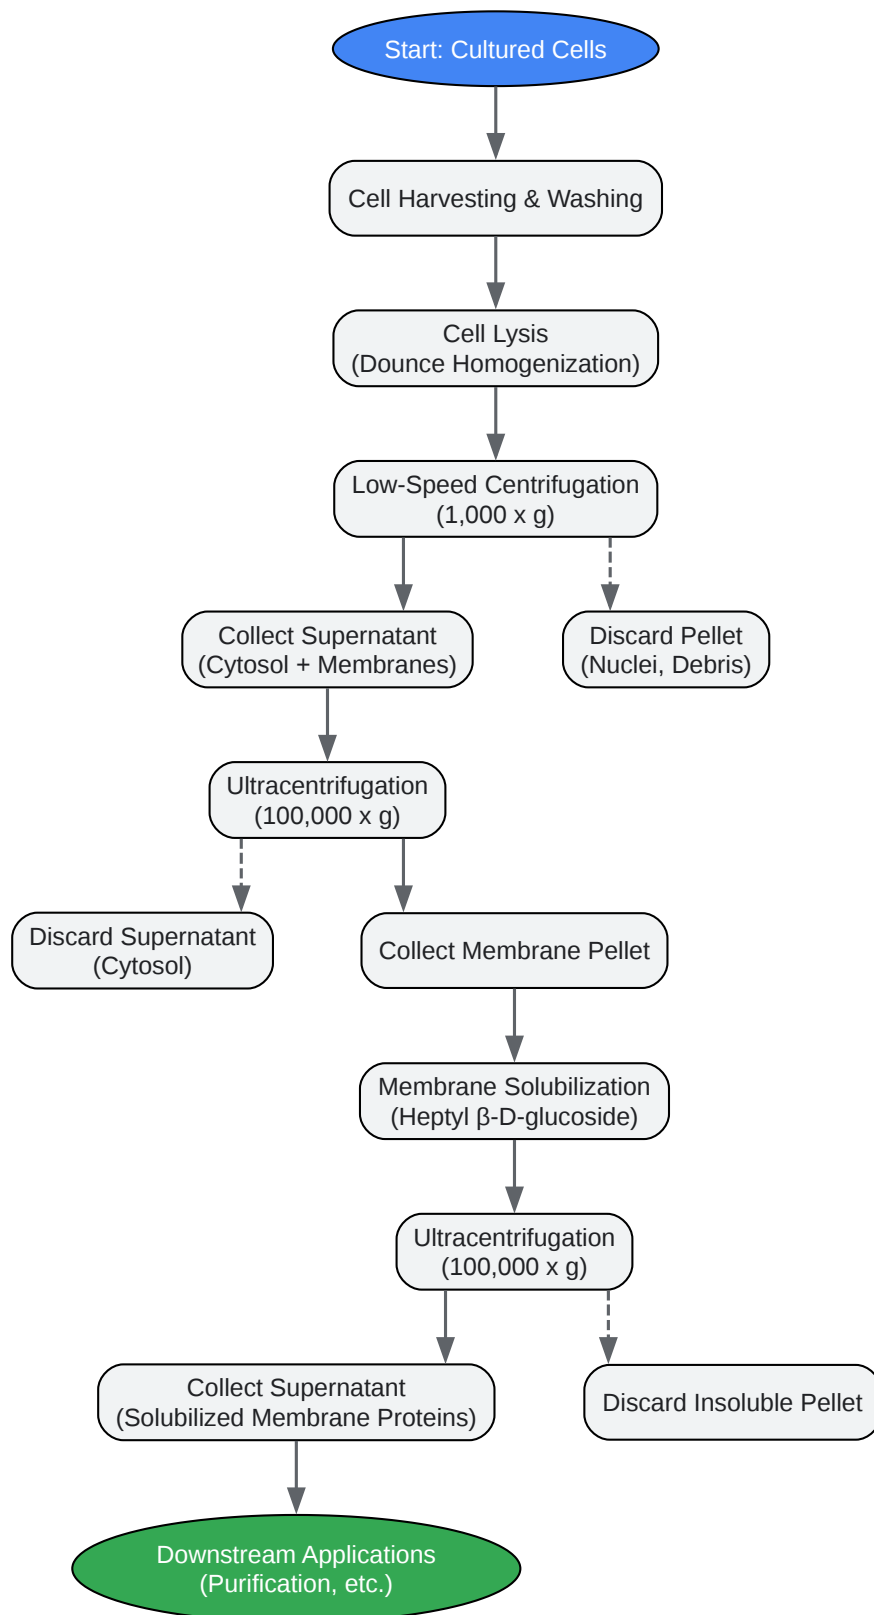 Start: Cultured Cells
Cell Harvesting & Washing
Cell Lysis
(Dounce Homogenization)
Low-Speed Centrifugation
(1,000 x g)
Collect Supernatant
(Cytosol + Membranes)
Discard Pellet
(Nuclei, Debris)
Ultracentrifugation
(100,000 x g)
Discard Supernatant
(Cytosol)
Collect Membrane Pellet
Membrane Solubilization
(Heptyl β-D-glucoside)
Ultracentrifugation
(100,000 x g)
Collect Supernatant
(Solubilized Membrane Proteins)
Discard Insoluble Pellet
Downstream Applications
(Purification, etc.)